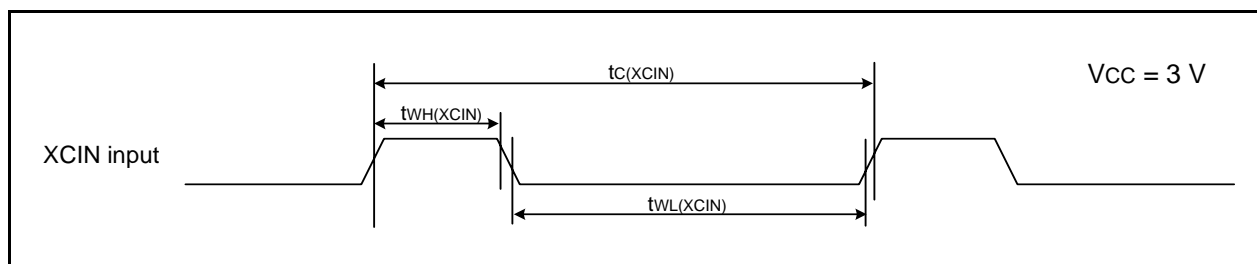 tC(XCIN)
VCC = 3 V
tWH(XCIN)
XCIN input
tWL(XCIN)